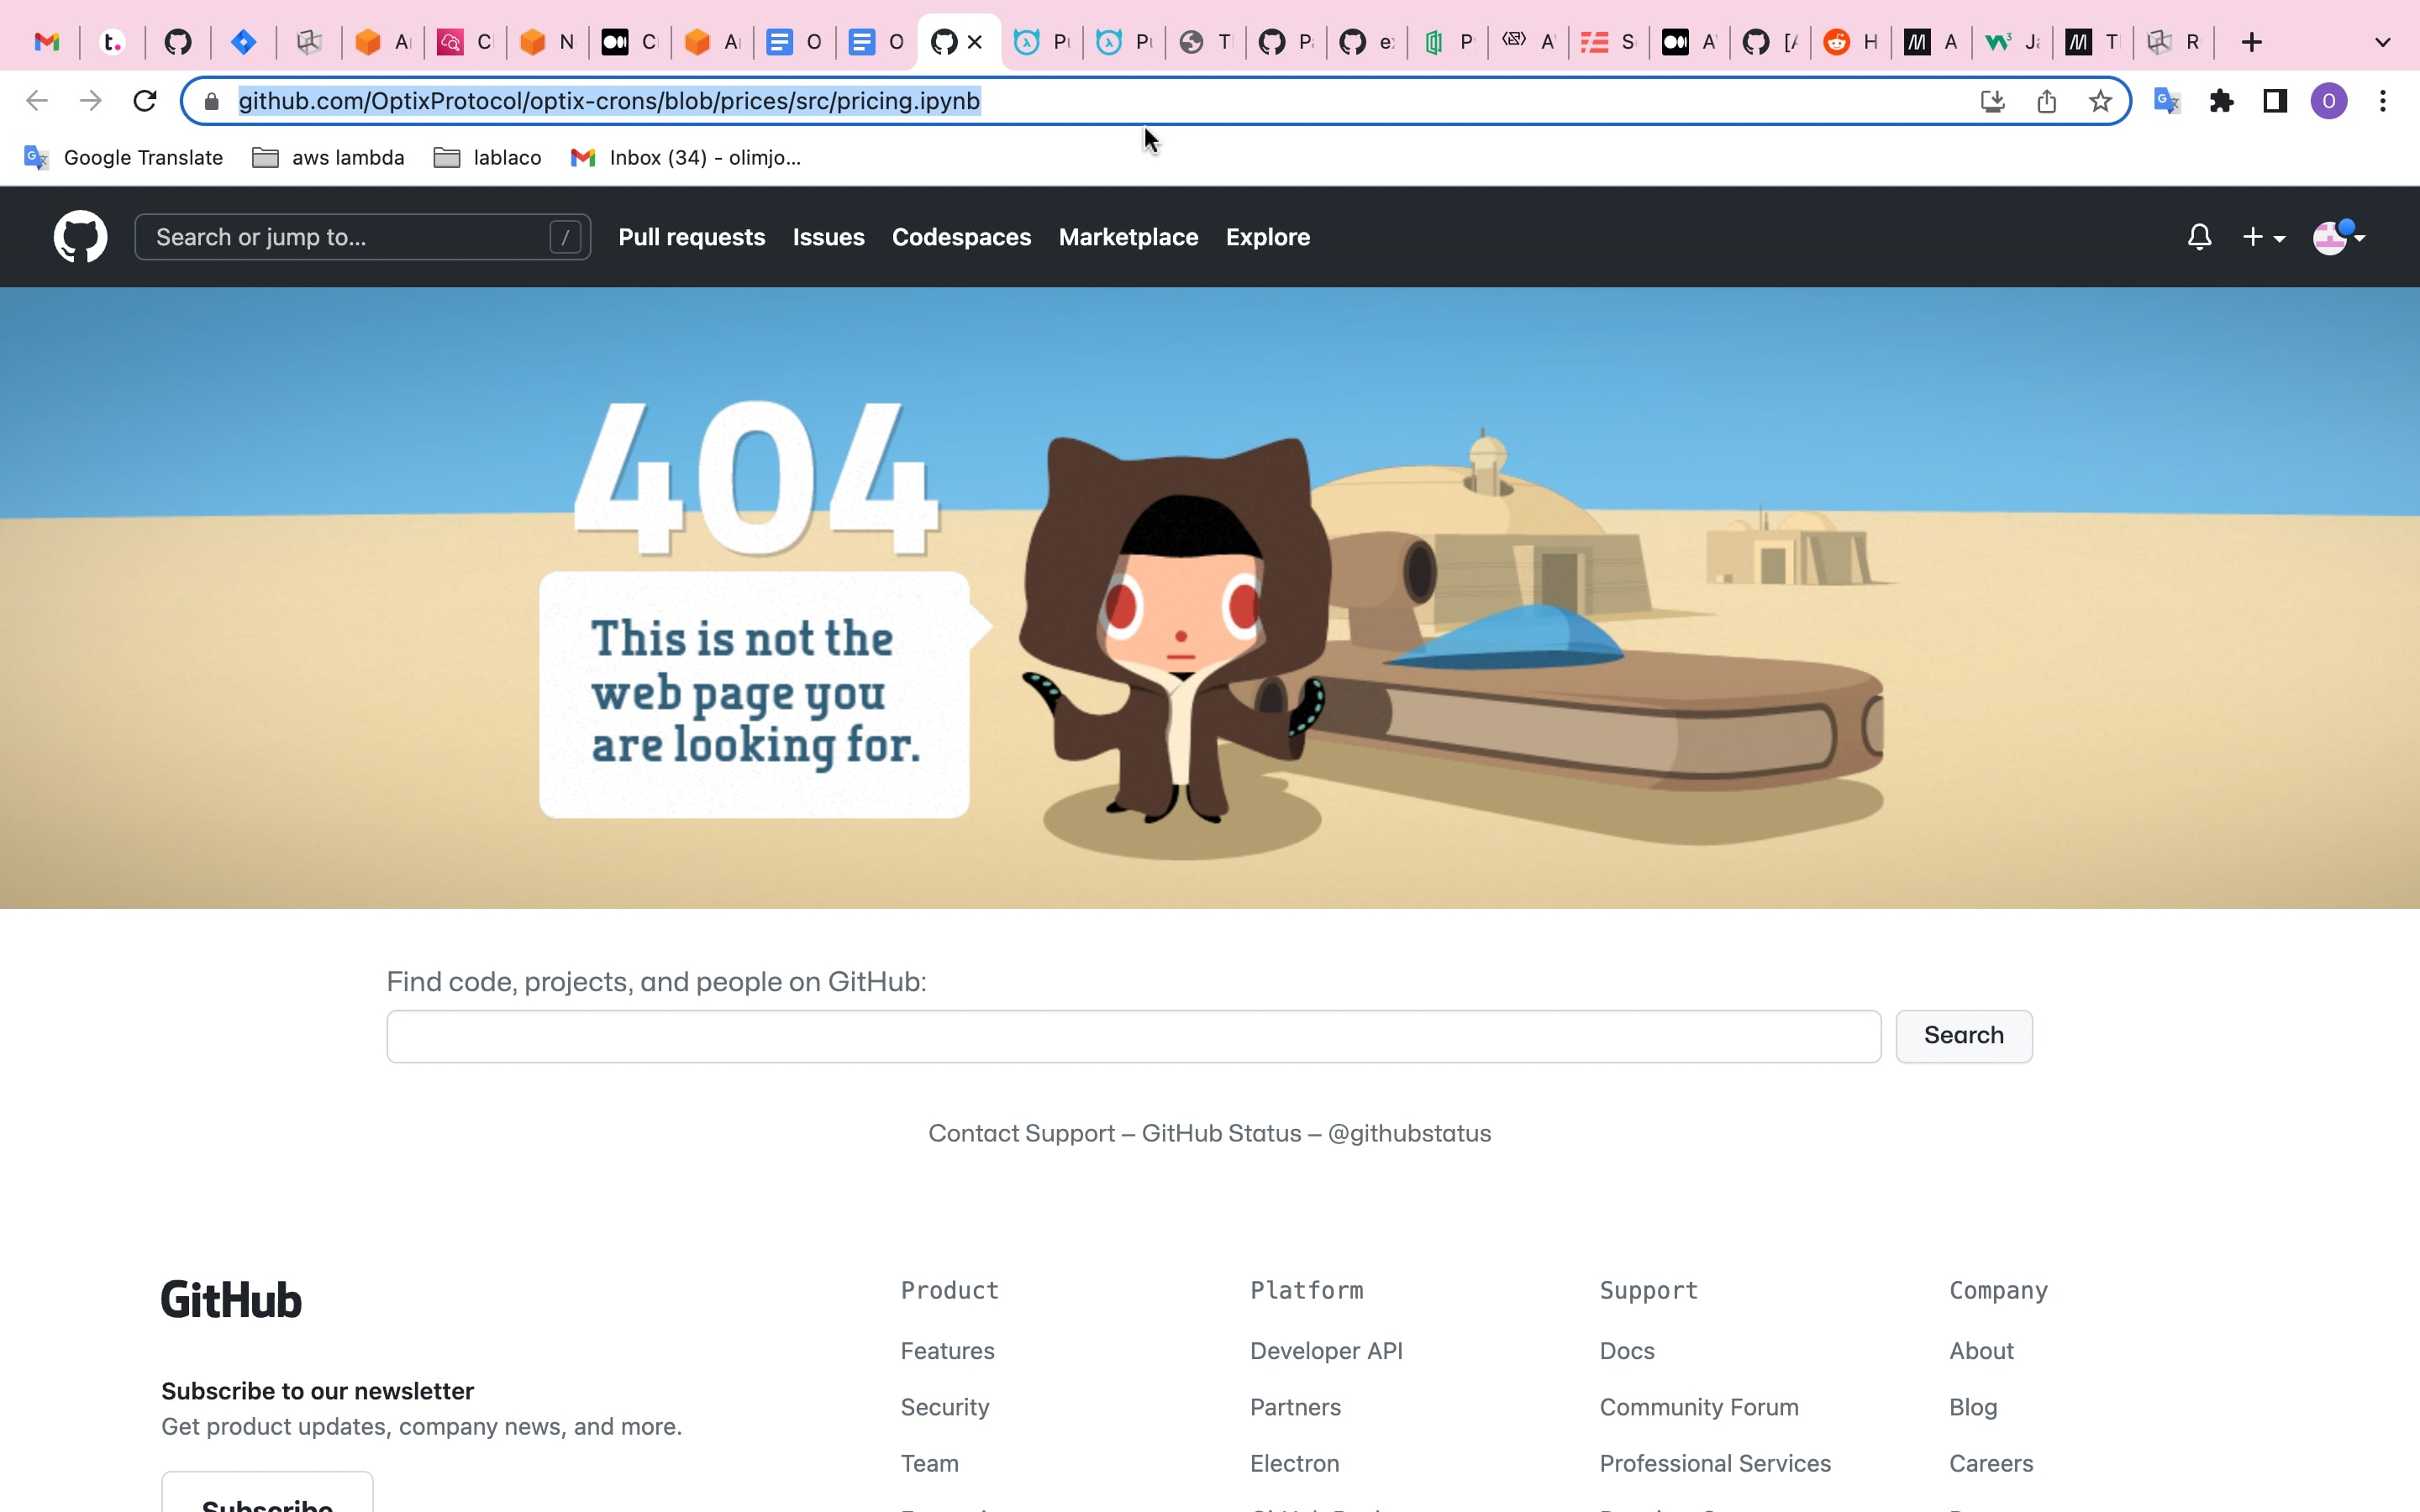 t.
A
C
N
C
A
O
O
P
P
T
P
e
P
A
S
A
[A
H
A
J
T
R
github.com/OptixProtocol/optix-crons/blob/prices/src/pricing.ipynb
O
Google Translate
aws lambda
lablaco
Inbox (34) - olimjo...
Search or jump to...
/
Pull requests
Issues
Codespaces
Marketplace
Explore
404
This is not the
web page you
are looking for.
Find code, projects, and people on GitHub:
Search
Contact Support — GitHub Status — @githubstatus
GitHub
Subscribe to our newsletter
Get product updates, company news, and more.
Subscribe
Product
Features
Security
Team
Platform
Developer API
Partners
Electron
Support
Docs
Community Forum
Professional Services
Company
About
Blog
Careers